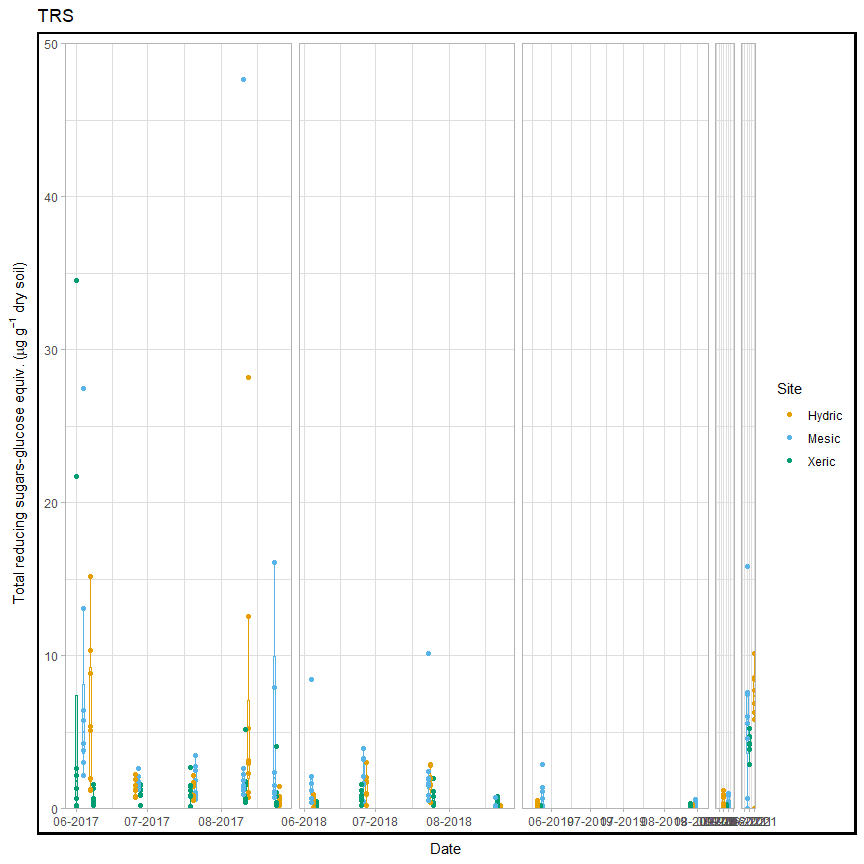 TRS
50
40
30
20
10
0
Total reducing sugars-glucose equiv. (μg g⁻¹ dry soil)
06-2017 07-2017 08-2017 06-2018 07-2018 08-2018 06-2019 07-2019 07-2019 08-2019
Date
Site
Hydric
Mesic
Xeric